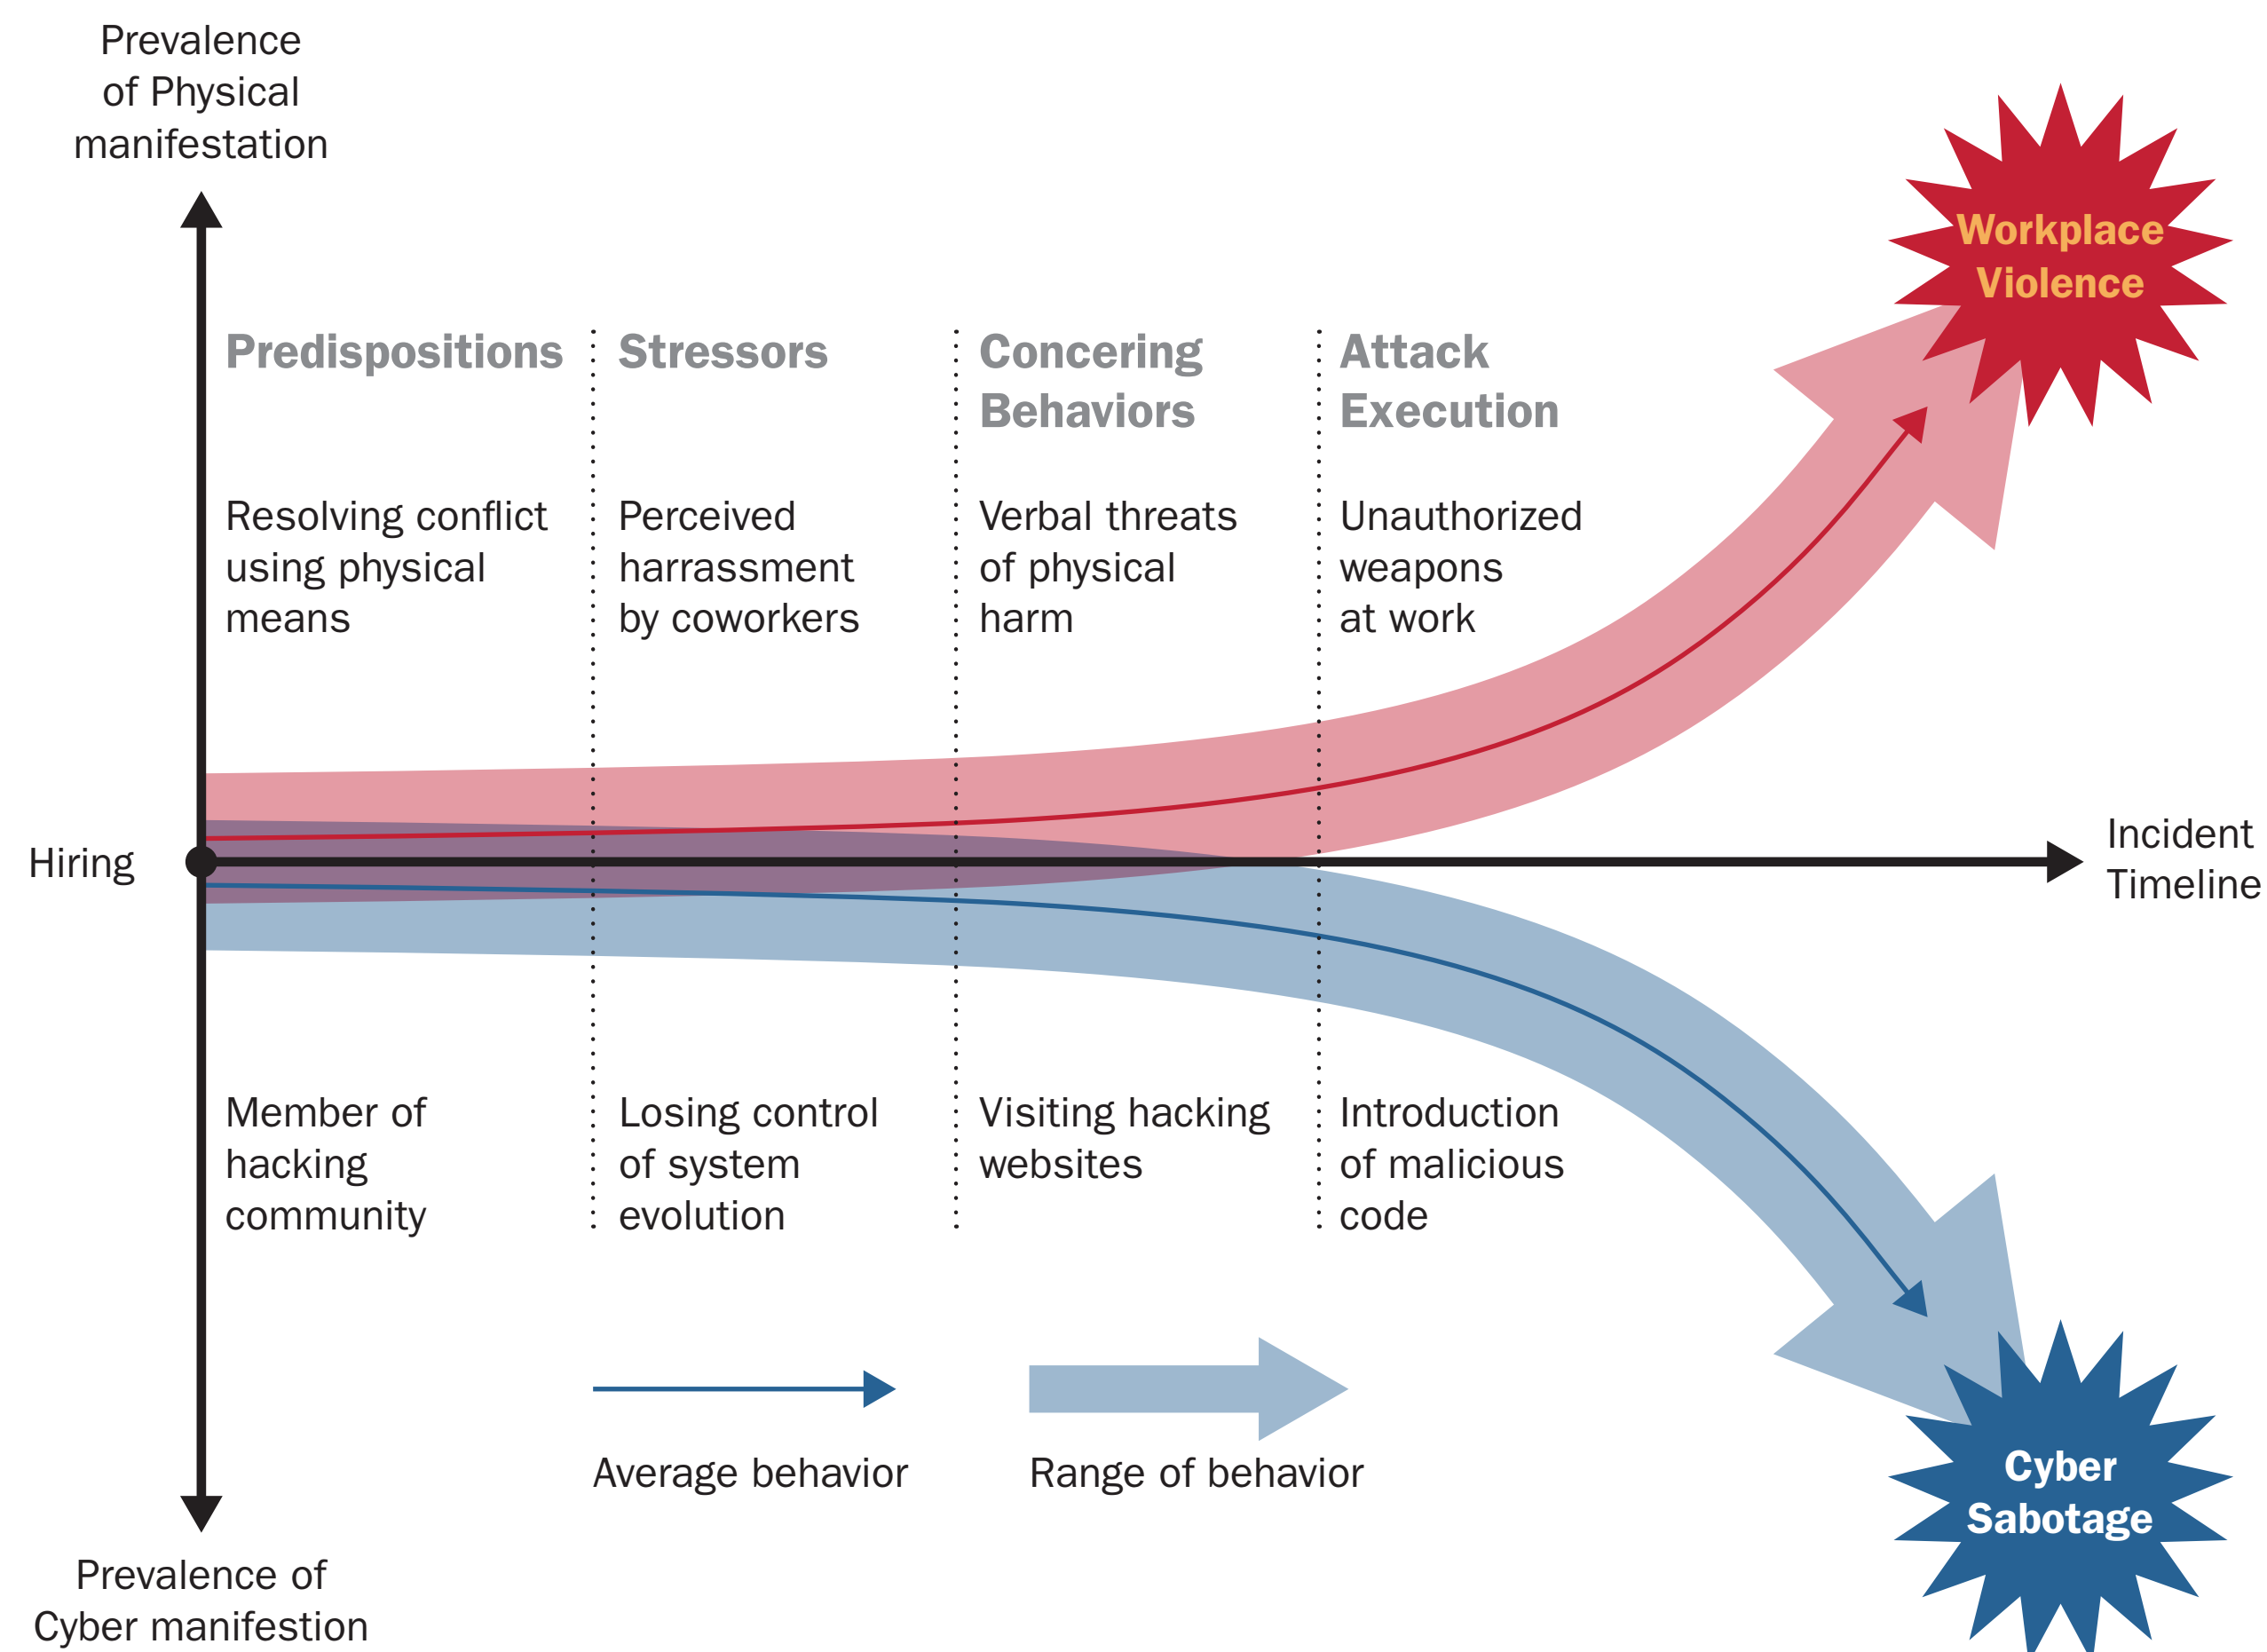 Prevalence
of Physical
manifestation
Workplace
Violence
Predispositions
Stressors
Concering
Behaviors
Attack
Execution
Resolving conflict
using physical
means
Perceived
harrassment
by coworkers
Verbal threats
of physical
harm
Unauthorized
weapons
at work
Hiring
Incident
Timeline
Member of
hacking
community
Losing control
of system
evolution
Visiting hacking
websites
Introduction
of malicious
code
Average behavior
Range of behavior
Cyber
Sabotage
Prevalence of
Cyber manifestion